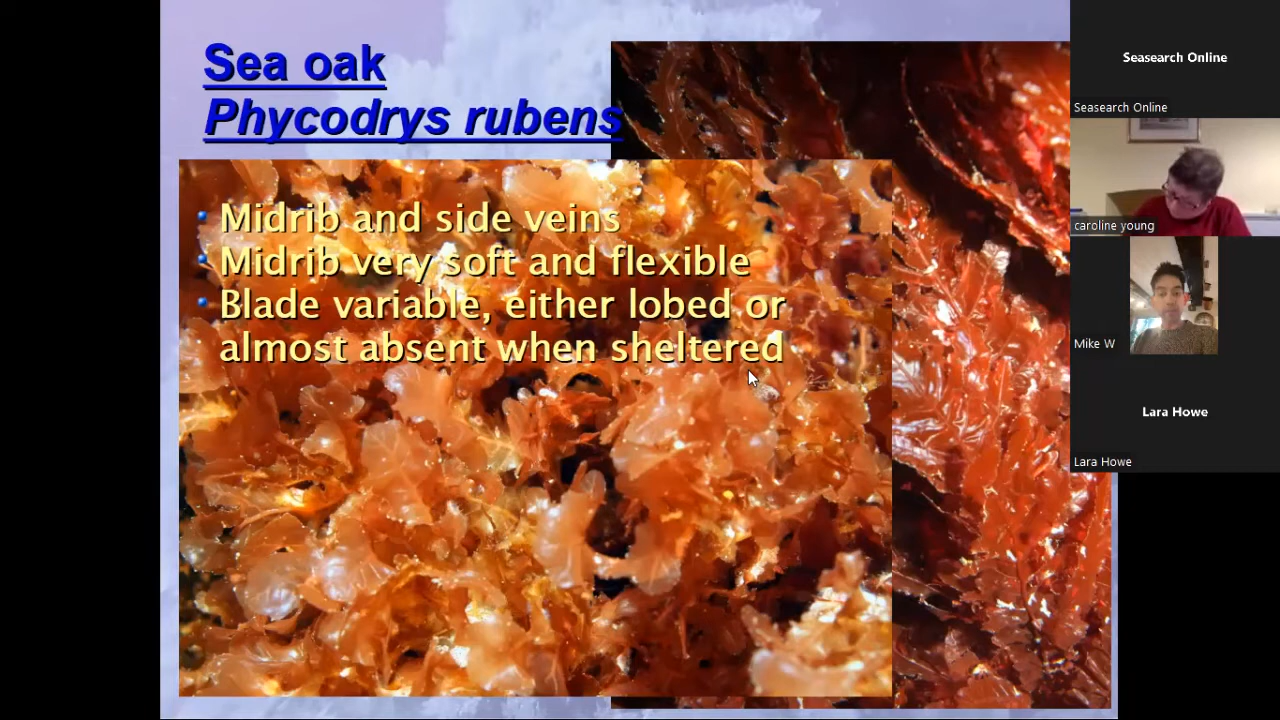 Sea oak
Phycodrys rubens
Midrib and side veins
Midrib very soft and flexible
Blade variable, either lobed or
almost absent when sheltered
Seasearch Online
Seasearch Online
caroline young
Mike W
Lara Howe
Lara Howe